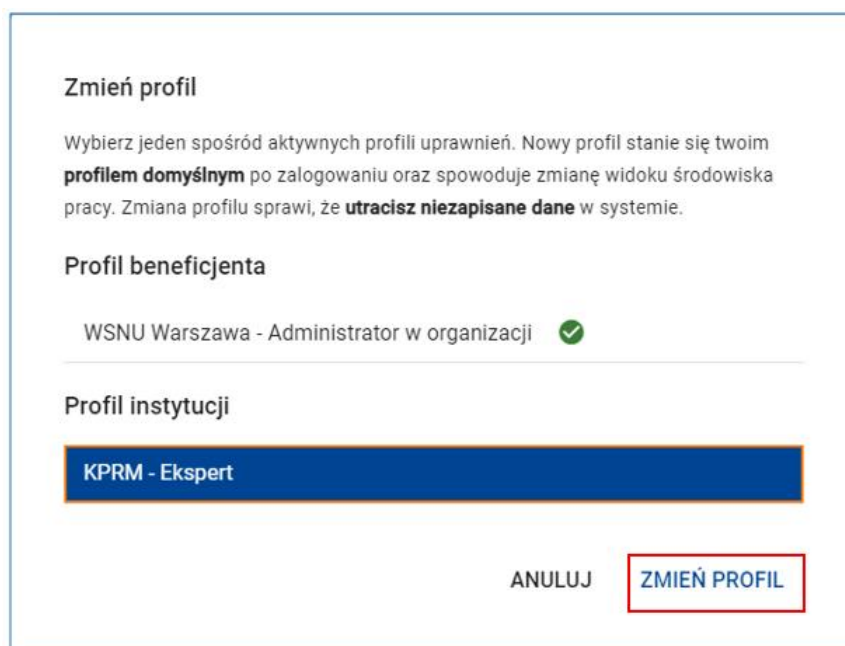 Zmień profil
Wybierz jeden spośród aktywnych profili uprawnień. Nowy profil stanie się twoim
profilem domyślnym po zalogowaniu oraz spowoduje zmianę widoku środowiska
pracy. Zmiana profilu sprawi, że utracisz niezapisane dane w systemie.
Profil beneficjenta
WSNU Warszawa - Administrator w organizacji
Profil instytucji
KPRM - Ekspert
ANULUJ ZMIEŃ PROFIL